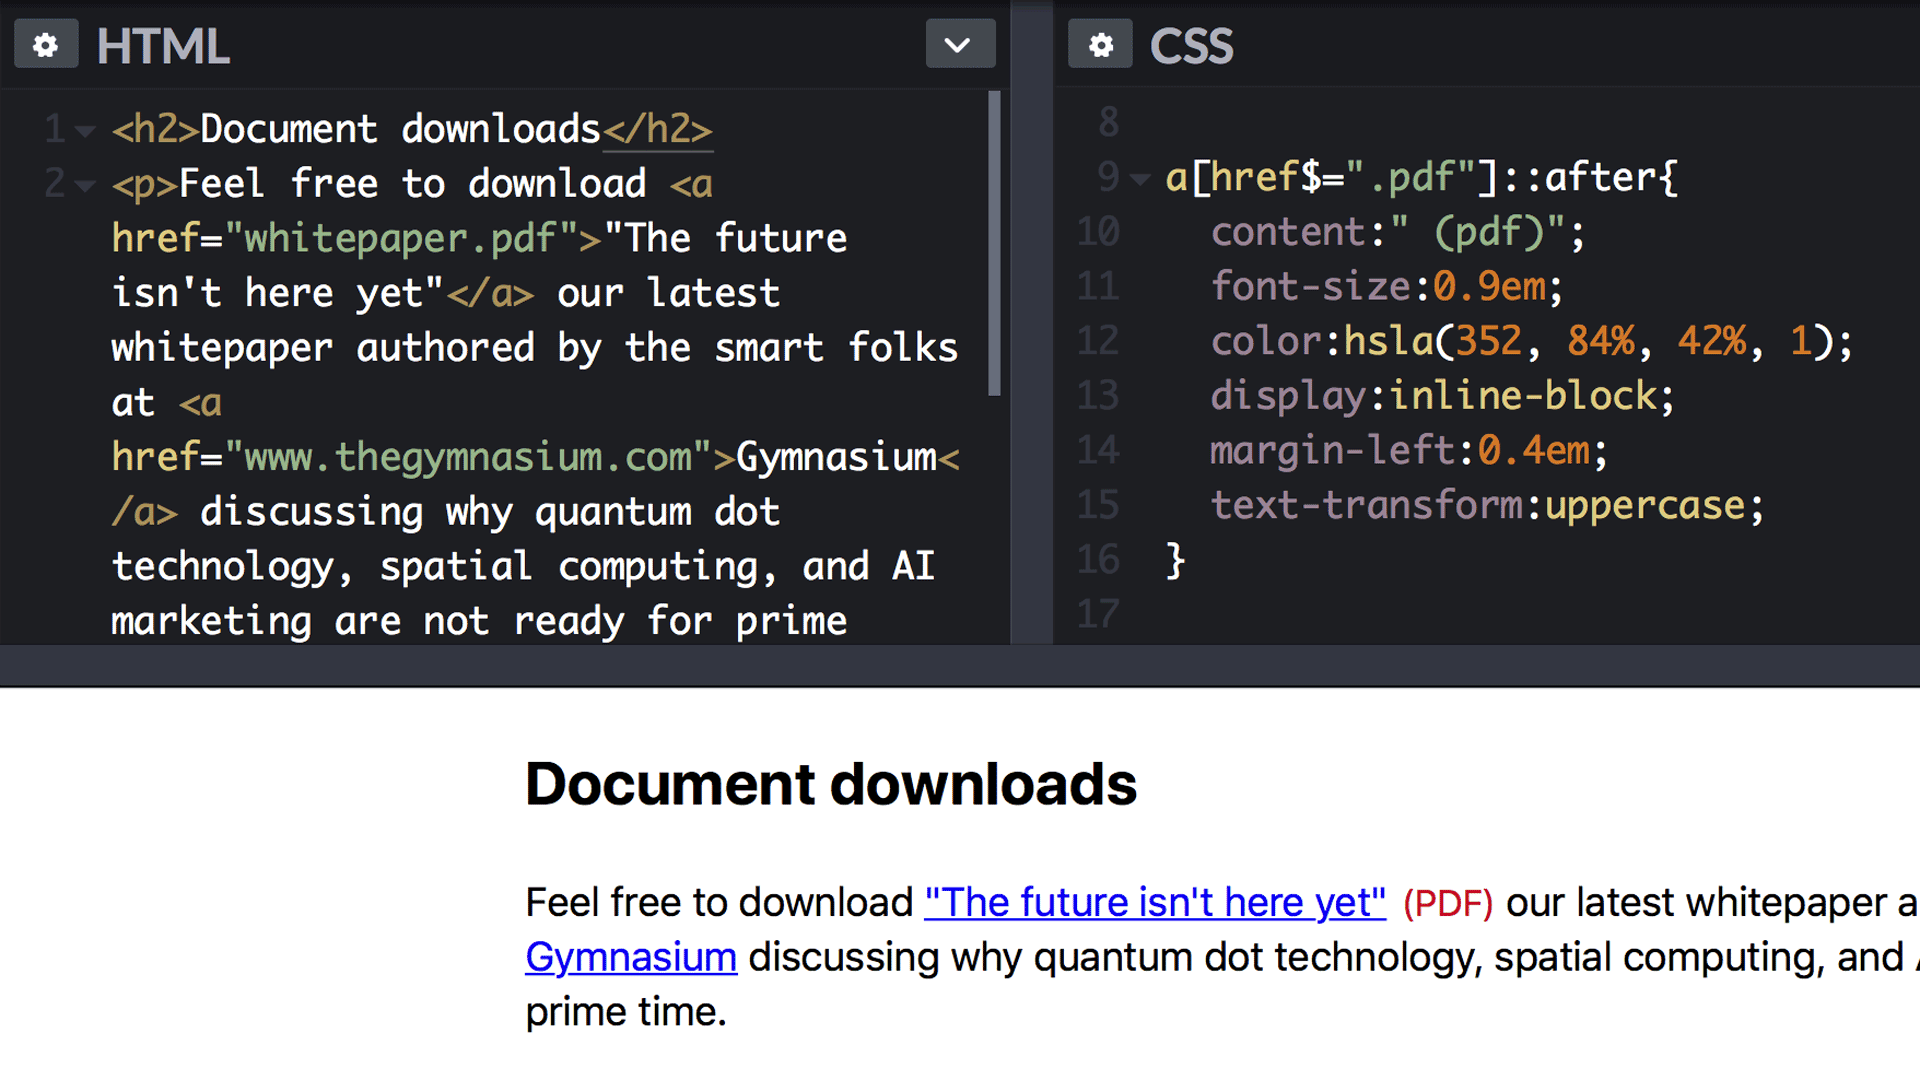 HTML
1 <h2>Document downloads</h2>
2 <p>Feel free to download <a
href="whitepaper.pdf">"The future
isn't here yet"</a> our latest
whitepaper authored by the smart folks
at <a
href="www.thegymnasium.com">Gymnasium<
/a> discussing why quantum dot
technology, spatial computing, and AI
marketing are not ready for prime
CSS
8
9 a[href$=".pdf"]::after{
10 content:" (pdf)";
11 font-size:0.9em;
12 color:hsla(352, 84%, 42%, 1);
13 display:inline-block;
14 margin-left:0.4em;
15 text-transform:uppercase;
16 }
17
Document downloads
Feel free to download "The future isn't here yet" (PDF) our latest whitepaper a
Gymnasium discussing why quantum dot technology, spatial computing, and
prime time.